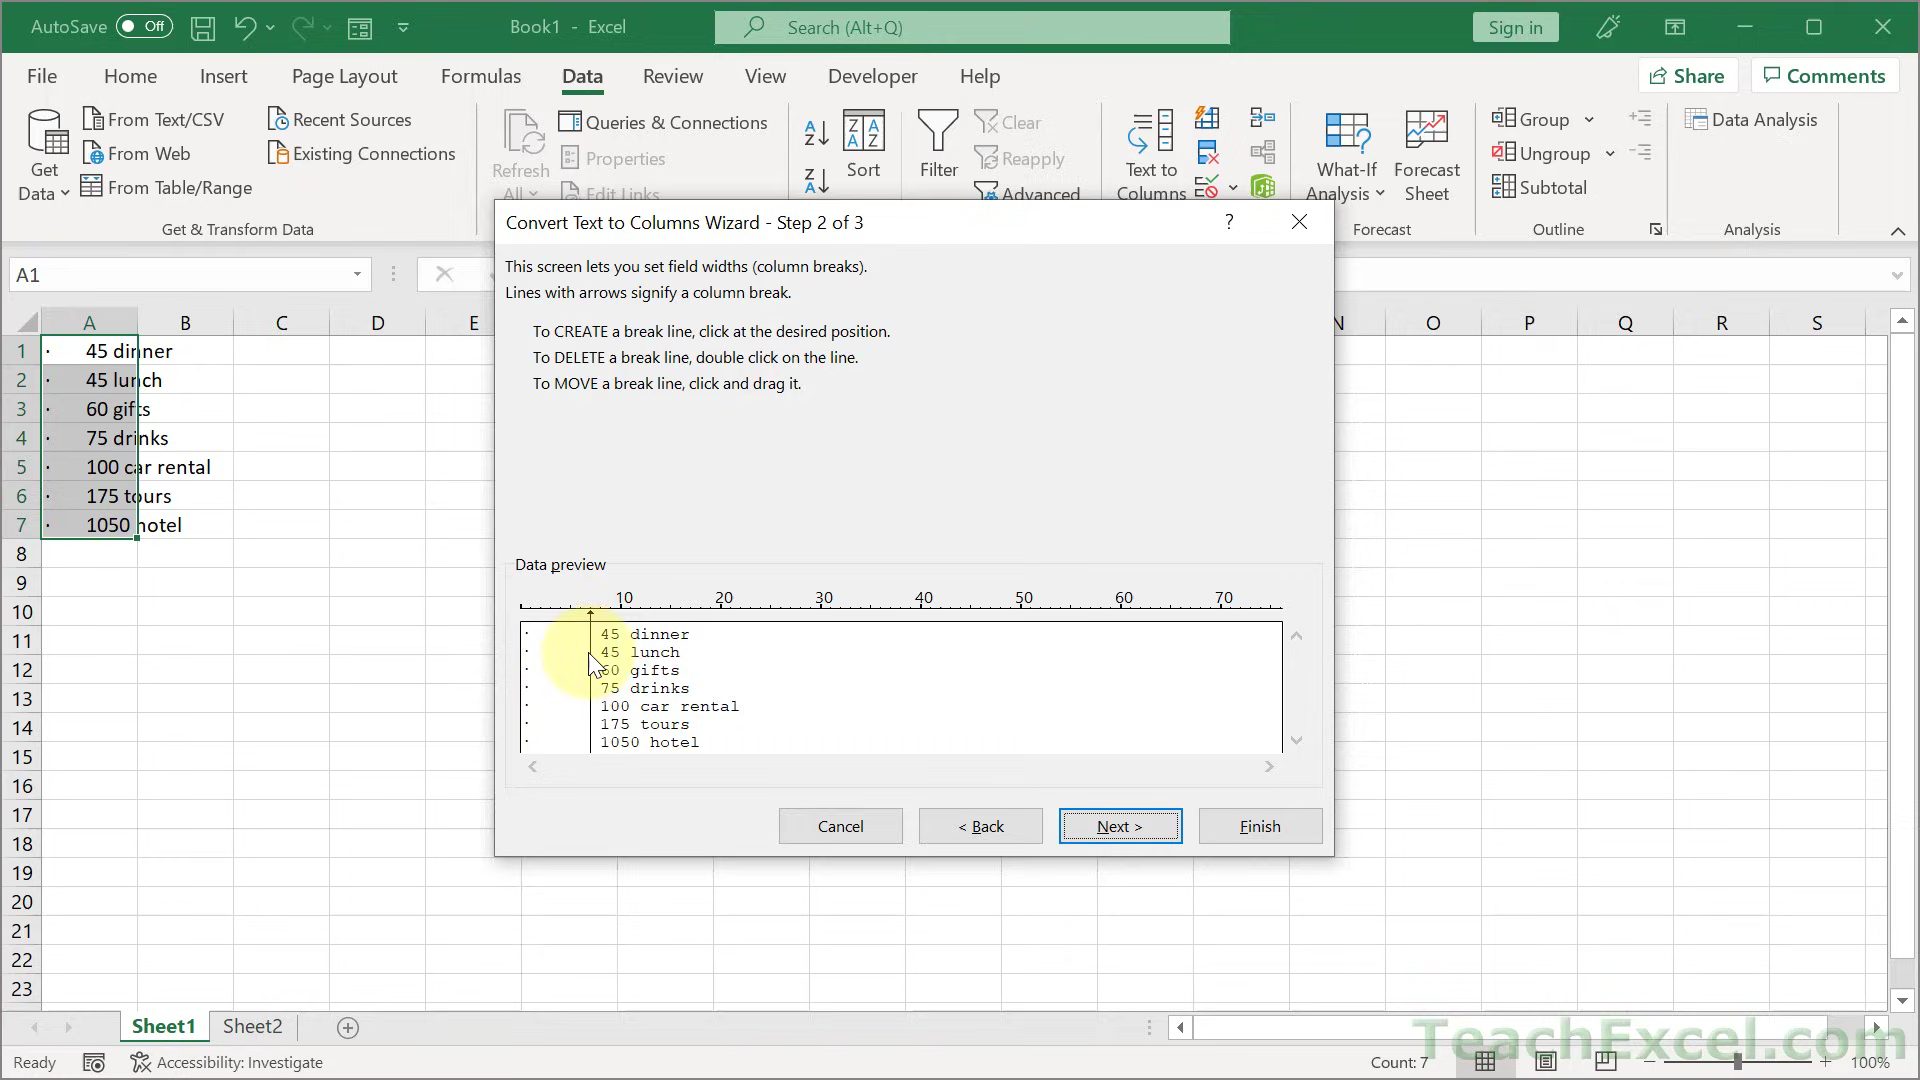 AutoSave Off Book1 - Excel Search (Alt+Q) Sign in
File Home Insert Page Layout Formulas Data Review View Developer Help Share Comments
Get Data
From Text/CSV
From Web
From Table/Range
Recent Sources
Existing Connections
Get & Transform Data
Refresh All
Queries & Connections
Properties
Edit Links
Sort
Filter
Clear
Reapply
Advanced
Text to Columns
What-If Analysis
Forecast Sheet
Forecast
Group
Ungroup
Subtotal
Outline
Data Analysis
Analysis
A1
A B C D E N O P Q R S
1 · 45 dinner
2 · 45 lunch
3 · 60 gifts
4 · 75 drinks
5 · 100 car rental
6 · 175 tours
7 · 1050 hotel
8
9
10
11
12
13
14
15
16
17
18
19
20
21
22
23
Convert Text to Columns Wizard - Step 2 of 3 ?
This screen lets you set field widths (column breaks).
Lines with arrows signify a column break.
To CREATE a break line, click at the desired position.
To DELETE a break line, double click on the line.
To MOVE a break line, click and drag it.
Data preview
10 20 30 40 50 60 70
· 45 dinner
· 45 lunch
· 60 gifts
· 75 drinks
· 100 car rental
· 175 tours
· 1050 hotel
Cancel < Back Next > Finish
Sheet1 Sheet2
TeachExcel.com
Ready Accessibility: Investigate Count: 7 100%